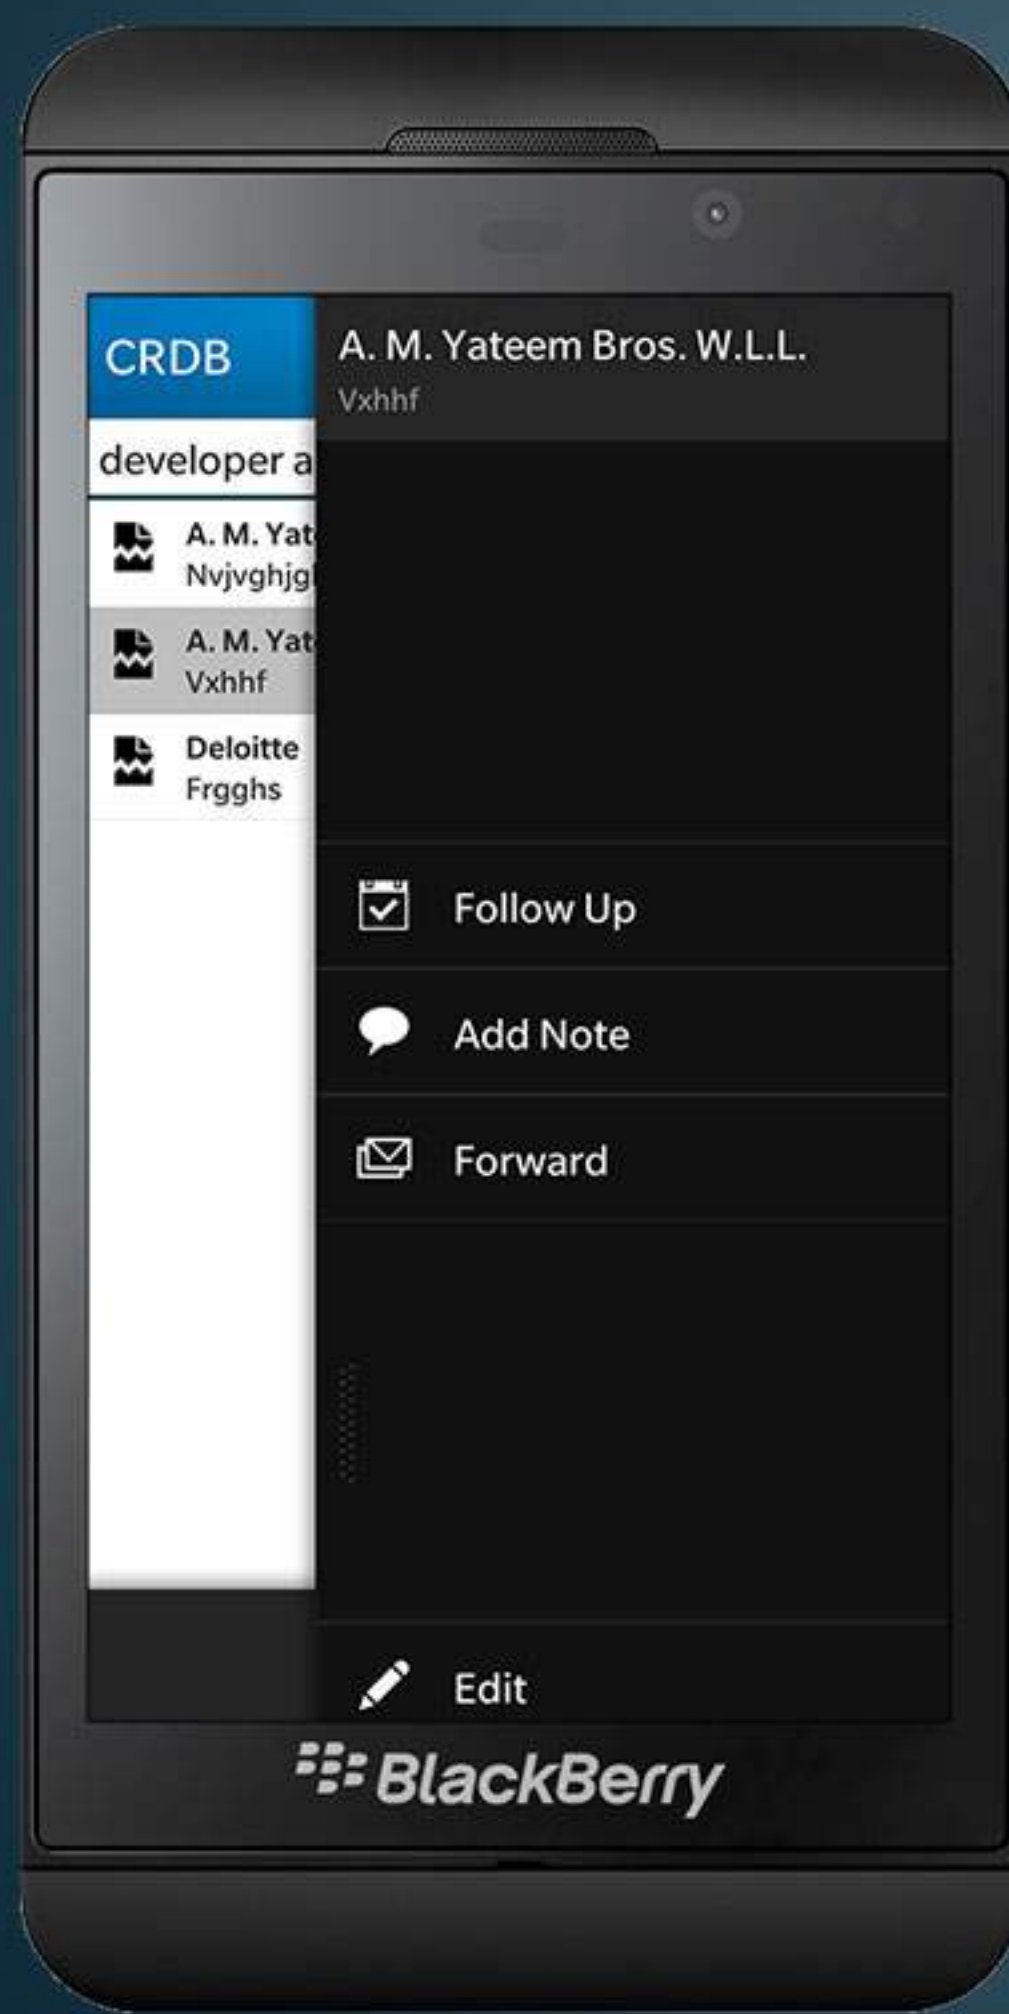 CRDB
developer a
A. M. Yat
Nvjvghjg
A. M. Yat
Vxhhf
Deloitte
Frgghs
A. M. Yateem Bros. W.L.L.
Vxhhf
Follow Up
Add Note
Forward
Edit
BlackBerry